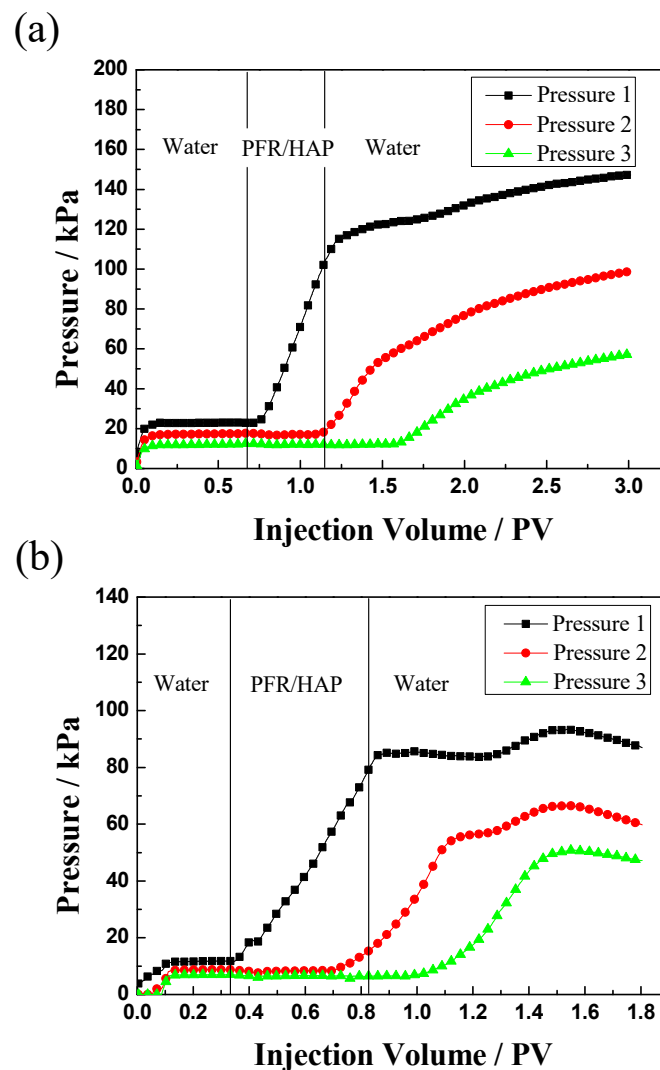 (a)
200
180
160
140
120
100
80
60
40
20
0
Pressure / kPa
Water
PFR/HAP
Water
Pressure 1
Pressure 2
Pressure 3
0.0 0.5 1.0 1.5 2.0 2.5 3.0
Injection Volume / PV
(b)
140
120
100
80
60
40
20
0
Pressure / kPa
Water
PFR/HAP
Water
Pressure 1
Pressure 2
Pressure 3
0.0 0.2 0.4 0.6 0.8 1.0 1.2 1.4 1.6 1.8
Injection Volume / PV